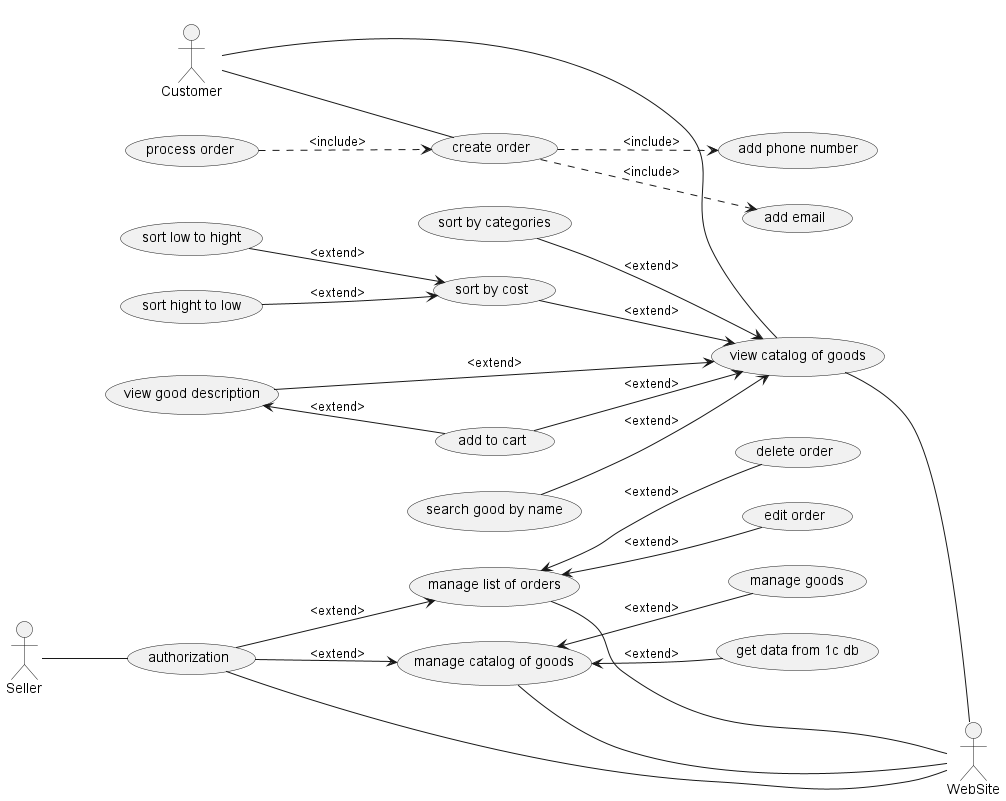 Customer
process order
<include>
create order
<include>
add phone number
<include>
add email
sort by categories
sort low to hight
<extend>
<extend>
sort hight to low
<extend>
sort by cost
<extend>
view catalog of goods
<extend>
view good description
<extend>
<extend>
add to cart
<extend>
search good by name
delete order
<extend>
edit order
<extend>
manage list of orders
manage goods
<extend>
<extend>
Seller
authorization
<extend>
manage catalog of goods
<extend>
get data from 1c db
WebSite